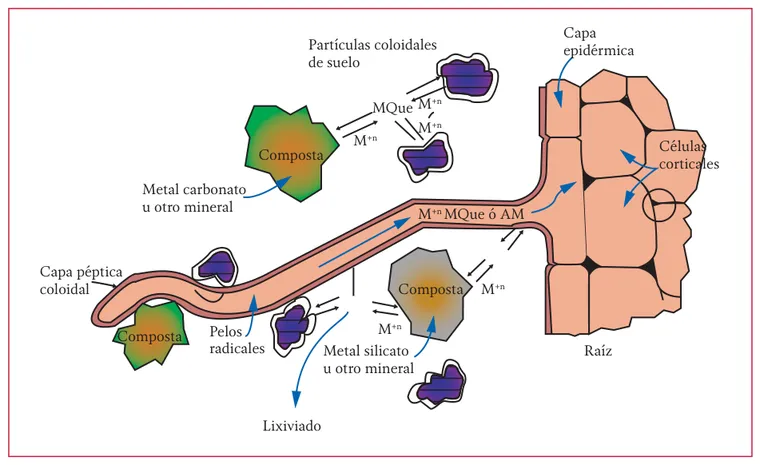 Partículas coloidales
de suelo
Capa
epidérmica
MQue M+n
M+n
M+n
Composta
Células
corticales
Metal carbonato
u otro mineral
M+n MQue ó AM
Capa péptica
coloidal
Composta
M+n
Composta
Pelos
radicales
M+n
Metal silicato
u otro mineral
Raíz
Lixiviado